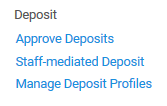 Deposit
Approve Deposits
Staff-mediated Deposit
Manage Deposit Profiles